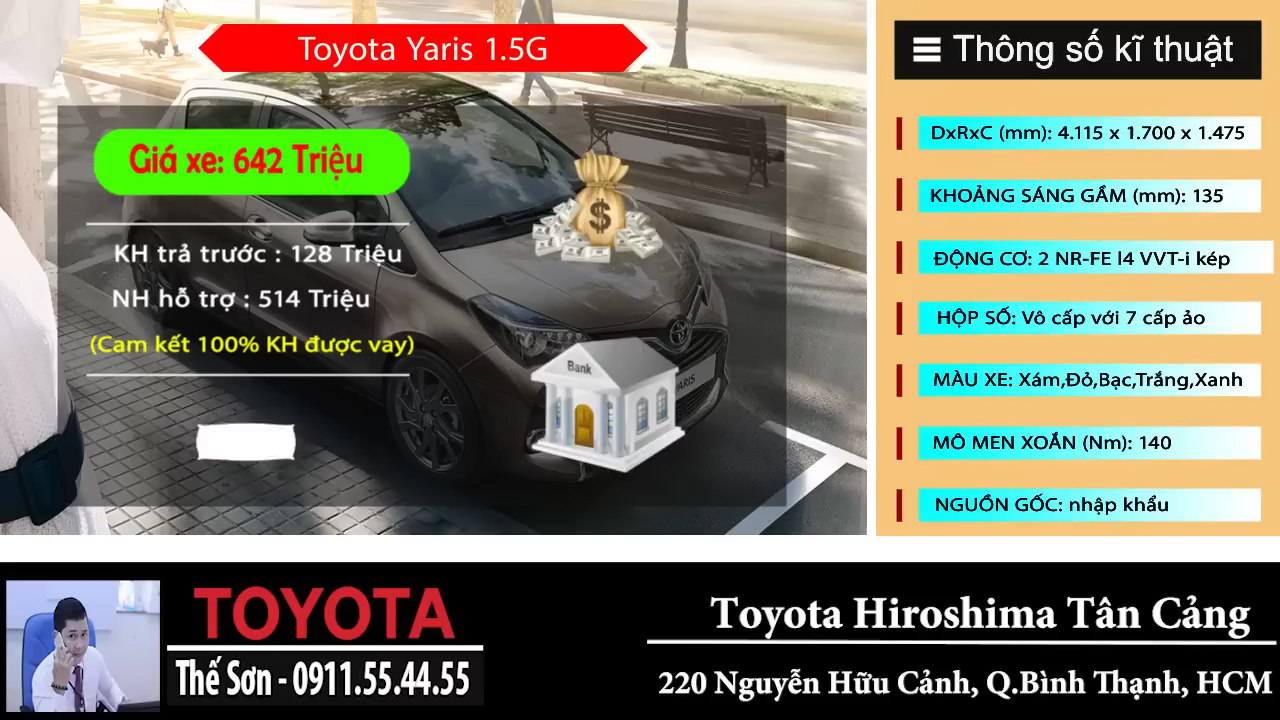 Toyota Yaris 1.5G
Giá xe: 642 Triệu
KH trả trước : 128 Triệu
NH hỗ trợ : 514 Triệu
(Cam kết 100% KH được vay)
$
Bank
YARIS
Thông số kĩ thuật
DxRxC (mm): 4.115 x 1.700 x 1.475
KHOẢNG SÁNG GẦM (mm): 135
ĐỘNG CƠ: 2 NR-FE l4 VVT-i kép
HỘP SỐ: Vô cấp với 7 cấp ảo
MÀU XE: Xám,Đỏ,Bạc,Trắng,Xanh
MÔ MEN XOẮN (Nm): 140
NGUỒN GỐC: nhập khẩu
TOYOTA
Thế Sơn - 0911.55.44.55
Toyota Hiroshima Tân Cảng
220 Nguyễn Hữu Cảnh, Q.Bình Thạnh, HCM